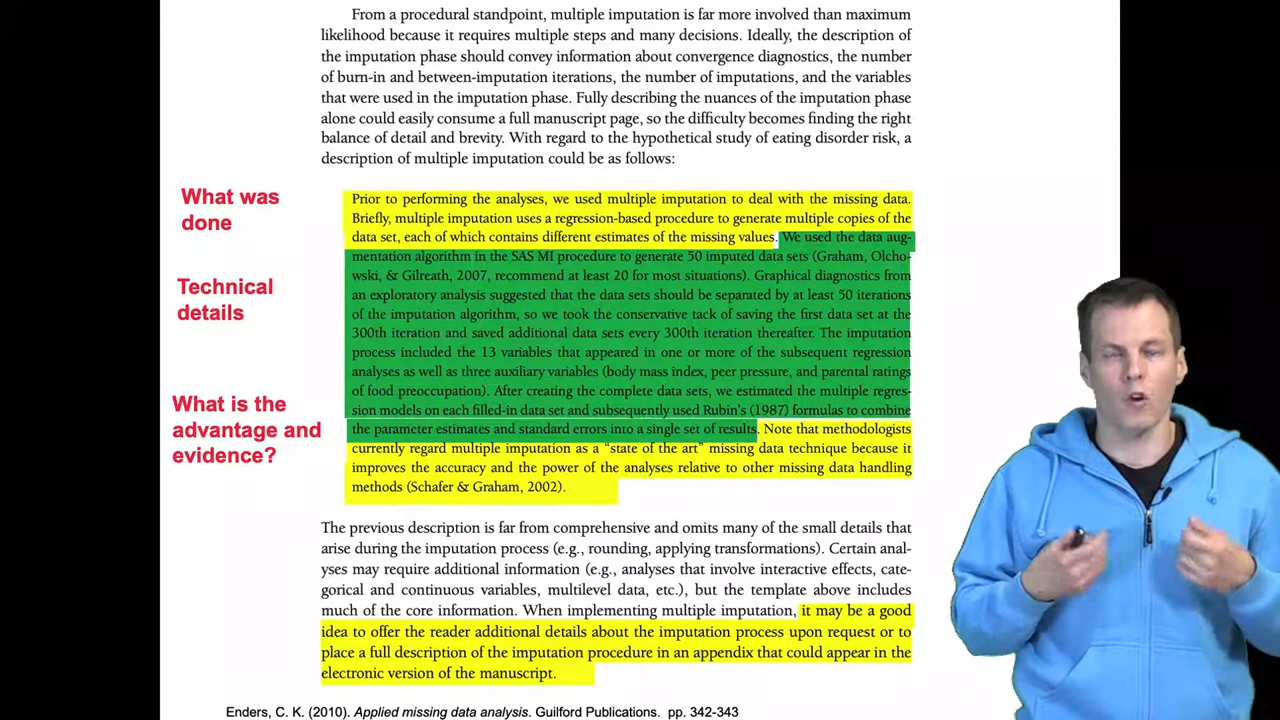 From a procedural standpoint, multiple imputation is far more involved than maximum
likelihood because it requires multiple steps and many decisions. Ideally, the description of
the imputation phase should convey information about convergence diagnostics, the number
of burn-in and between-imputation iterations, the number of imputations, and the variables
that were used in the imputation phase. Fully describing the nuances of the imputation phase
alone could easily consume a full manuscript page, so the difficulty becomes finding the right
balance of detail and brevity. With regard to the hypothetical study of eating disorder risk, a
description of multiple imputation could be as follows:
What was
done
Technical
details
What is the
advantage and
evidence?
Prior to performing the analyses, we used multiple imputation to deal with the missing data.
Briefly, multiple imputation uses a regression-based procedure to generate multiple copies of the
data set, each of which contains different estimates of the missing values. We used the data aug-
mentation algorithm in the SAS MI procedure to generate 50 imputed data sets (Graham, Olcho-
wski, & Gilreath, 2007, recommend at least 20 for most situations). Graphical diagnostics from
an exploratory analysis suggested that the data sets should be separated by at least 50 iterations
of the imputation algorithm, so we took the conservative tack of saving the first data set at the
300th iteration and saved additional data sets every 300th iteration thereafter. The imputation
process included the 13 variables that appeared in one or more of the subsequent regression
analyses as well as three auxiliary variables (body mass index, peer pressure, and parental ratings
of food preoccupation). After creating the complete data sets, we estimated the multiple regres-
sion models on each filled-in data set and subsequently used Rubin's (1987) formulas to combine
the parameter estimates and standard errors into a single set of results. Note that methodologists
currently regard multiple imputation as a “state of the art” missing data technique because it
improves the accuracy and the power of the analyses relative to other missing data handling
methods (Schafer & Graham, 2002).
The previous description is far from comprehensive and omits many of the small details that
arise during the imputation process (e.g., rounding, applying transformations). Certain anal-
yses may require additional information (e.g., analyses that involve interactive effects, cate-
gorical and continuous variables, multilevel data, etc.), but the template above includes
much of the core information. When implementing multiple imputation, it may be a good
idea to offer the reader additional details about the imputation process upon request or to
place a full description of the imputation procedure in an appendix that could appear in the
electronic version of the manuscript.
Enders, C. K. (2010). Applied missing data analysis. Guilford Publications. pp. 342-343